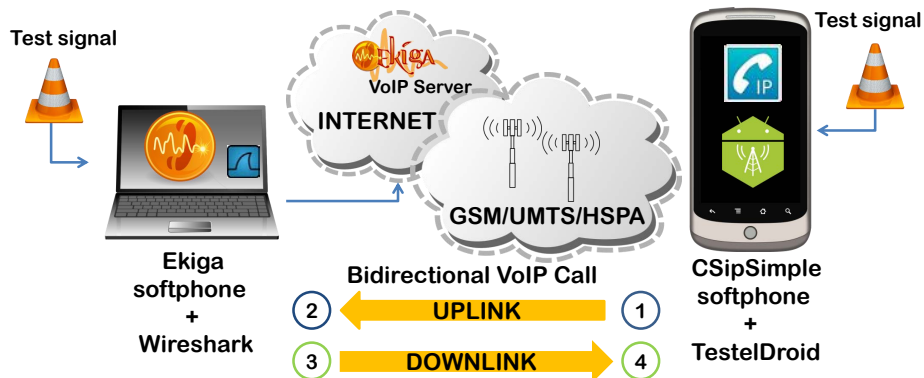 Test signal
Test signal
Ekiga
VoIP Server
INTERNET
IP
GSM/UMTS/HSPA
Ekiga
softphone
+
Wireshark
Bidirectional VoIP Call
2 UPLINK 1
3 DOWNLINK 4
CSipSimple
softphone
+
TestelDroid